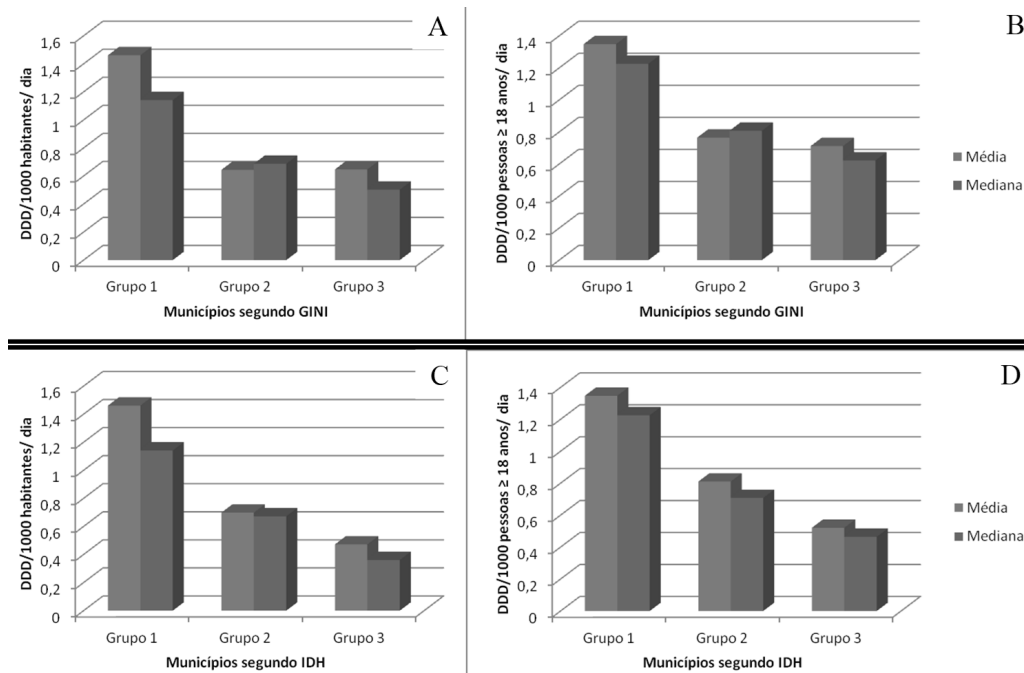 A
DDD/1000 habitantes/ dia
1,6
1,4
1,2
1
0,8
0,6
0,4
0,2
0
Grupo 1
Grupo 2
Grupo 3
Municípios segundo GINI
B
DDD/1000 pessoas ≥ 18 anos/ dia
1,4
1,2
1
0,8
0,6
0,4
0,2
0
Grupo 1
Grupo 2
Grupo 3
Municípios segundo GINI
Média
Mediana
C
DDD/1000 habitantes/ dia
1,6
1,4
1,2
1
0,8
0,6
0,4
0,2
0
Grupo 1
Grupo 2
Grupo 3
Municípios segundo IDH
D
DDD/1000 pessoas ≥ 18 anos/ dia
1,4
1,2
1
0,8
0,6
0,4
0,2
0
Grupo 1
Grupo 2
Grupo 3
Municípios segundo IDH
Média
Mediana